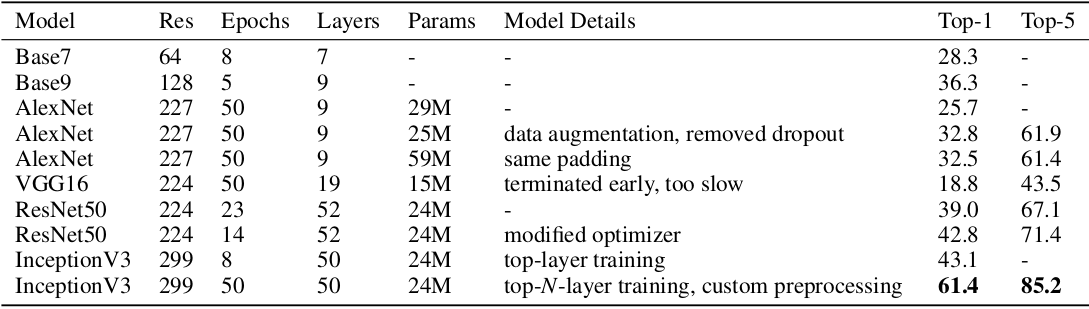 Model Res Epochs Layers Params Model Details Top-1 Top-5
Base7 64 8 7 - - 28.3 -
Base9 128 5 9 - - 36.3 -
AlexNet 227 50 9 29M - 25.7 -
AlexNet 227 50 9 25M data augmentation, removed dropout 32.8 61.9
AlexNet 227 50 9 59M same padding 32.5 61.4
VGG16 224 50 19 15M terminated early, too slow 18.8 43.5
ResNet50 224 23 52 24M - 39.0 67.1
ResNet50 224 14 52 24M modified optimizer 42.8 71.4
InceptionV3 299 8 50 24M top-layer training 43.1 -
InceptionV3 299 50 50 24M top-N-layer training, custom preprocessing 61.4 85.2